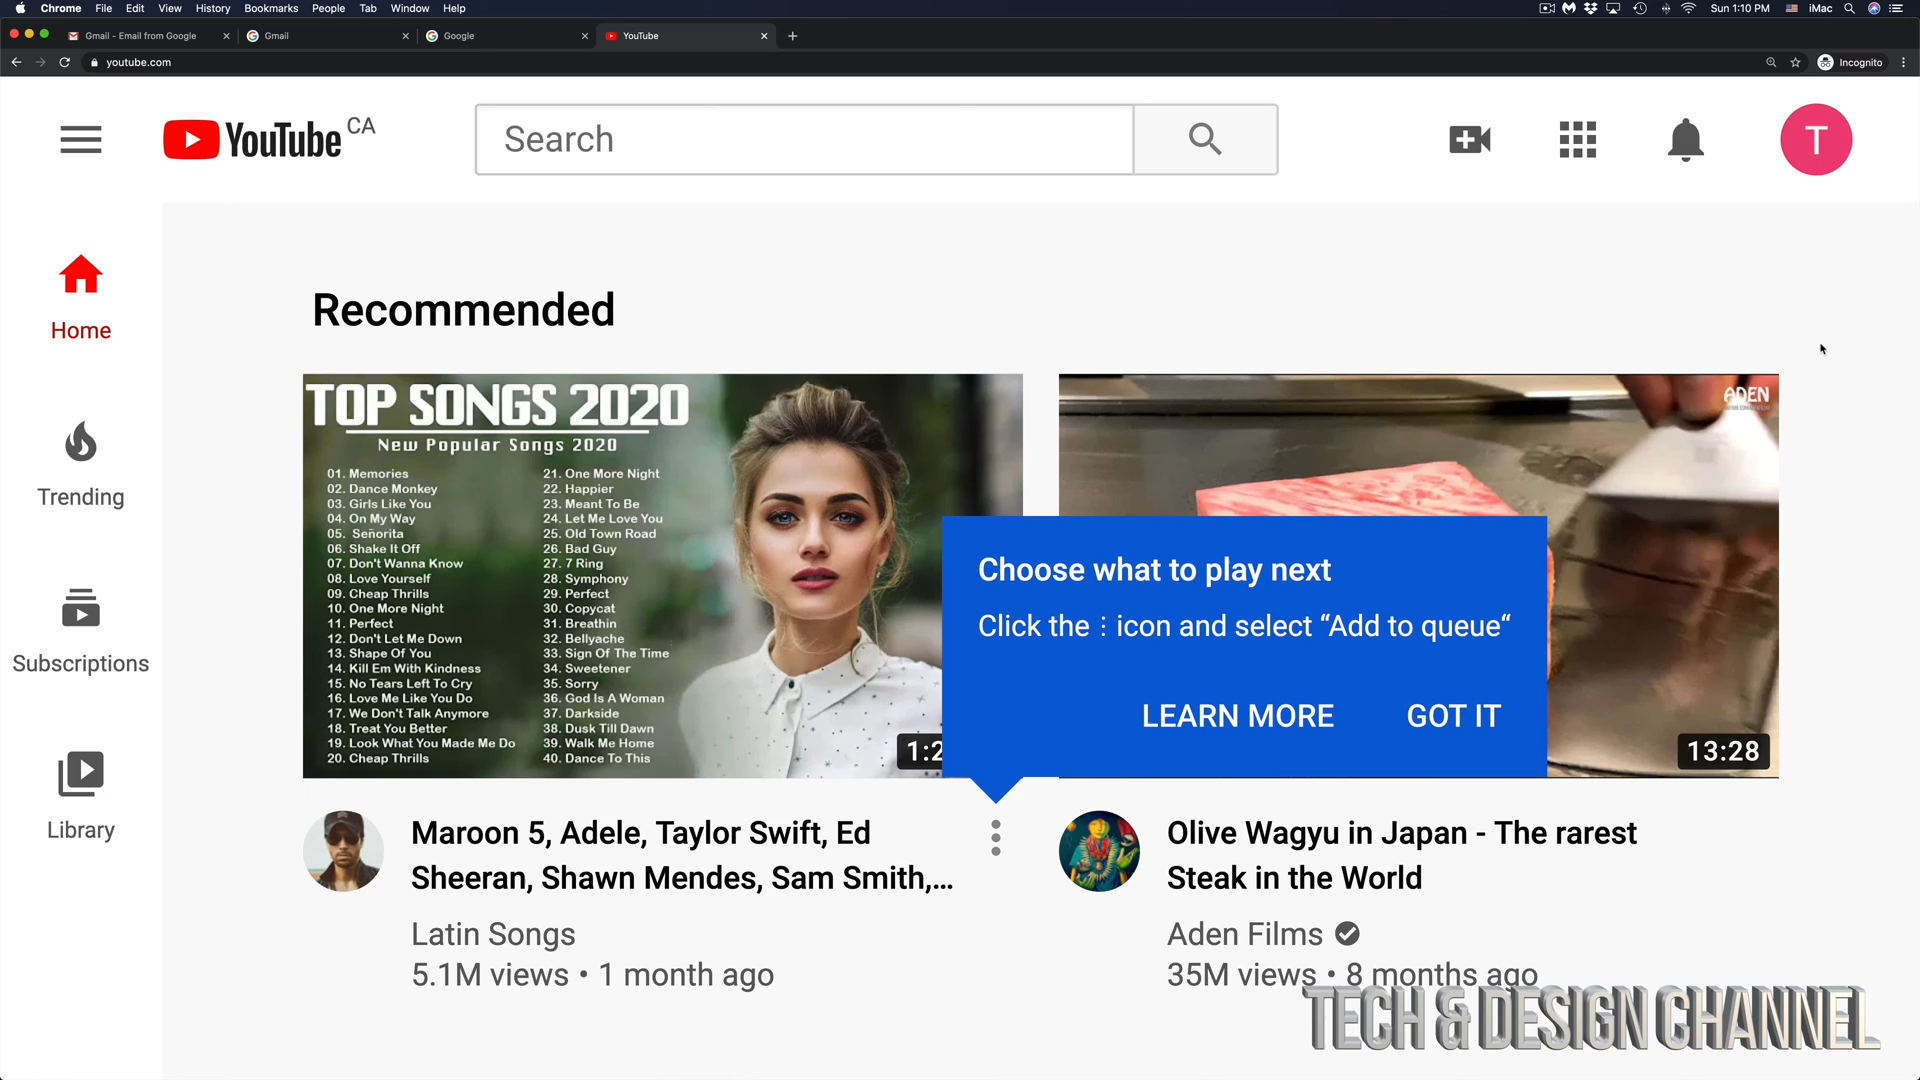 Chrome File Edit View History Bookmarks People Tab Window Help
Sun 1:10 PM iMac
Gmail - Email from Google
Gmail
Google
YouTube
youtube.com
Incognito
YouTube CA
Search
T
Home
Trending
Subscriptions
Library
Recommended
TOP SONGS 2020
New Popular Songs 2020
01. Memories
02. Dance Monkey
03. Girls Like You
04. On My Way
05. Señorita
06. Shake It Off
07. Don't Wanna Know
08. Love Yourself
09. Cheap Thrills
10. One More Night
11. Perfect
12. Don't Let Me Down
13. Shape Of You
14. Kill Em With Kindness
15. No Tears Left To Cry
16. Love Me Like You Do
17. We Don't Talk Anymore
18. Treat You Better
19. Look What You Made Me Do
20. Cheap Thrills
21. One More Night
22. Happier
23. Meant To Be
24. Let Me Love You
25. Old Town Road
26. Bad Guy
27. 7 Ring
28. Symphony
29. Perfect
30. Copycat
31. Breathin
32. Bellyache
33. Sign Of The Time
34. Sweetener
35. Sorry
36. God Is A Woman
37. Darkside
38. Dusk Till Dawn
39. Walk Me Home
40. Dance To This
ADEN
Choose what to play next
Click the ⋮ icon and select “Add to queue“
LEARN MORE GOT IT
13:28
Maroon 5, Adele, Taylor Swift, Ed
Sheeran, Shawn Mendes, Sam Smith,...
Latin Songs
5.1M views • 1 month ago
Olive Wagyu in Japan - The rarest
Steak in the World
Aden Films
35M views • 8 months ago
TECH & DESIGN CHANNEL